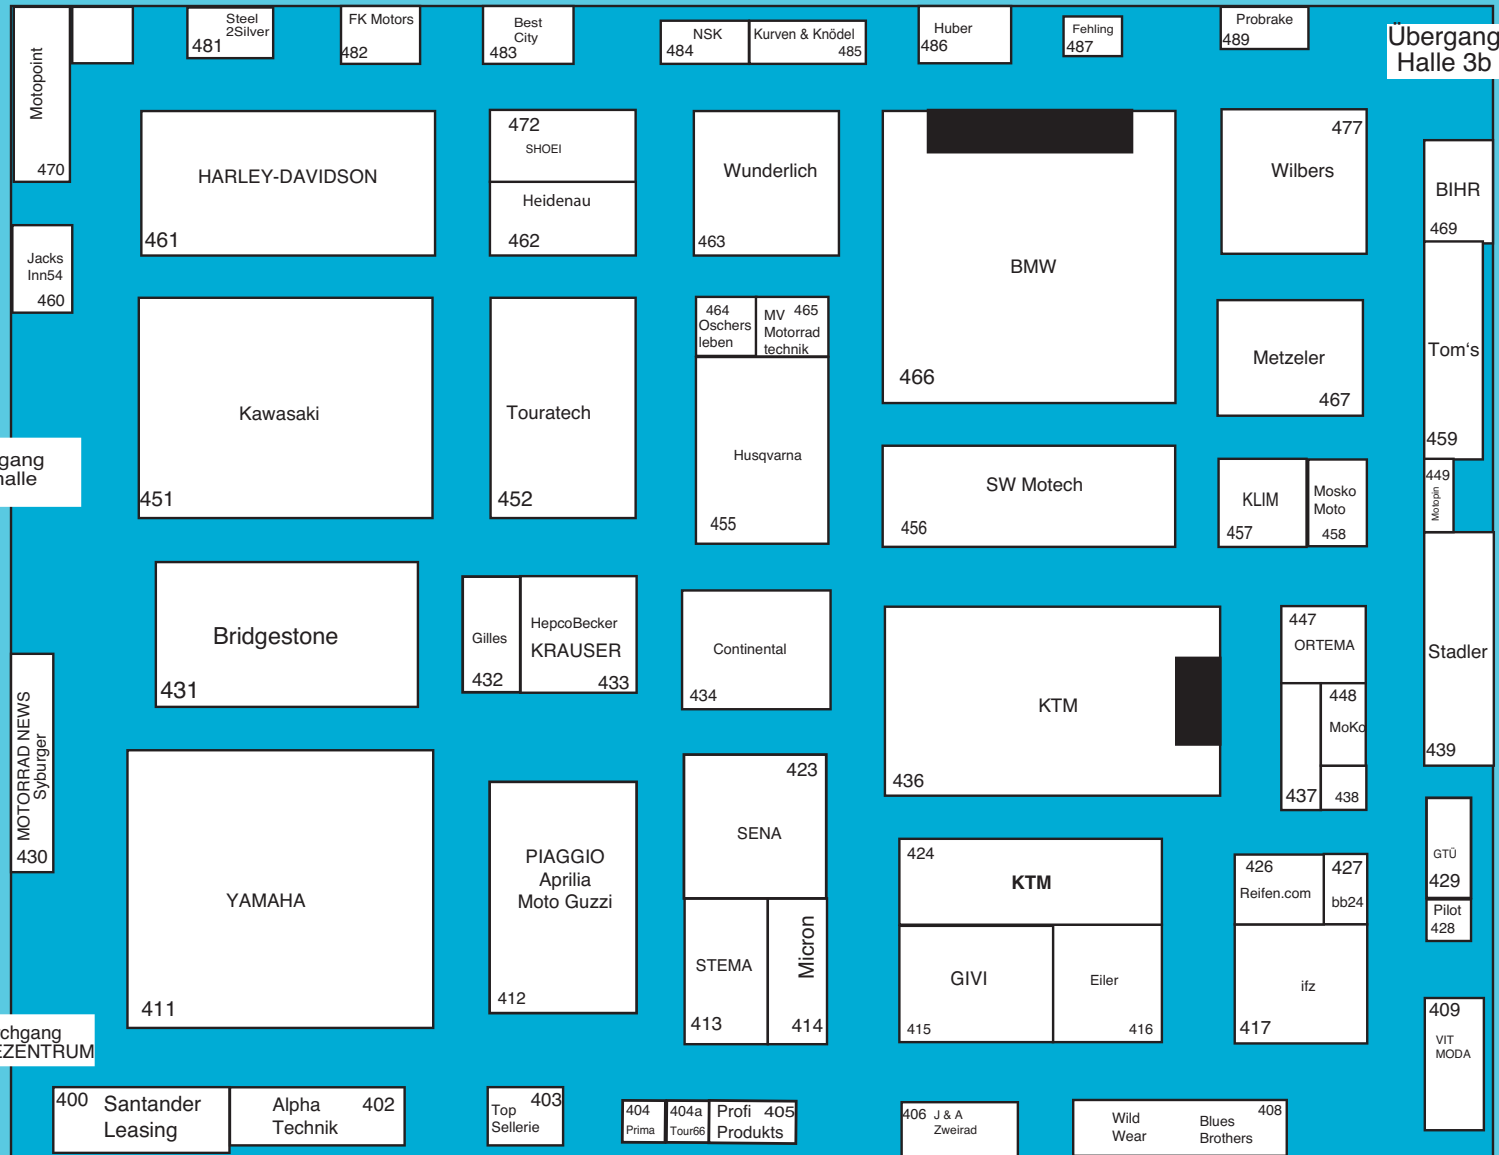 Motopoint
470
Steel
2Silver
481
FK Motors
482
Best
City
483
NSK
484
Kurven & Knödel
485
Huber
486
Fehling
487
Probrake
489
Übergang
Halle 3b
HARLEY-DAVIDSON
461
472
SHOEI
Heidenau
462
Wunderlich
463
BMW
466
477
Wilbers
BIHR
469
Jacks
Inn54
460
Kawasaki
451
Touratech
452
464
Oschers
leben
MV 465
Motorrad
technik
Husqvarna
455
Metzeler
467
Tom's
459
SW Motech
456
KLIM
457
Mosko
Moto
458
449
Motopin
gang
halle
Bridgestone
431
Gilles
432
HepcoBecker
KRAUSER
433
Continental
434
KTM
436
447
ORTEMA
448
MoKo
437
438
Stadler
439
MOTORRAD NEWS
Syburger
430
YAMAHA
411
PIAGGIO
Aprilia
Moto Guzzi
412
423
SENA
STEMA
413
Micron
414
424
KTM
GIVI
415
Eiler
416
426
Reifen.com
427
bb24
ifz
417
GTÜ
429
Pilot
428
409
VIT
MODA
chgang
EZENTRUM
400 Santander
Leasing
Alpha 402
Technik
403
Top
Sellerie
404
Prima
404a
Tour66
Profi 405
Produkts
406 J & A
Zweirad
Wild
Wear
Blues
Brothers
408